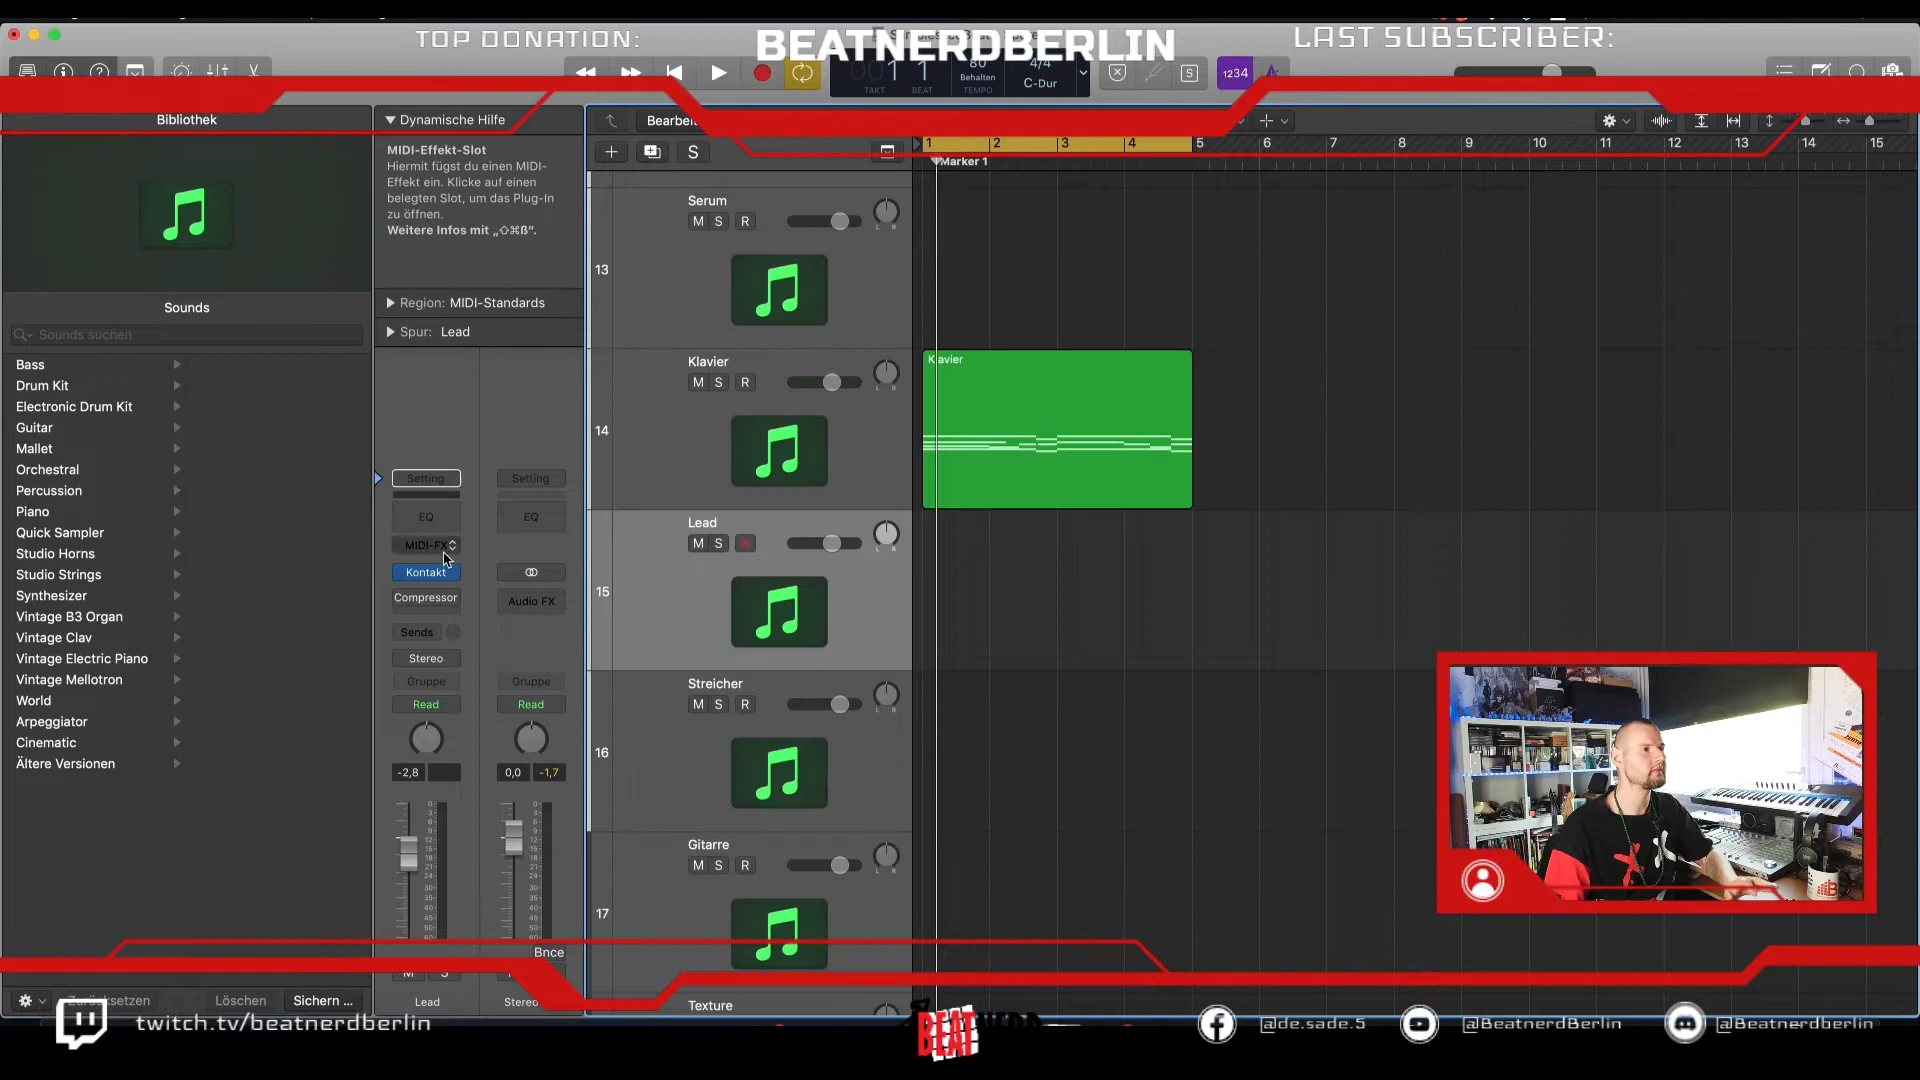 TOP DONATION:
BEATNERDBERLIN
LAST SUBSCRIBER:
1 1
TAKT BEAT
80
Behalten
TEMPO
4/4
C-Dur
S
1234
Bibliothek
Sounds
Sounds suchen
Bass
Drum Kit
Electronic Drum Kit
Guitar
Mallet
Orchestral
Percussion
Piano
Quick Sampler
Studio Horns
Studio Strings
Synthesizer
Vintage B3 Organ
Vintage Clav
Vintage Electric Piano
Vintage Mellotron
World
Arpeggiator
Cinematic
Ältere Versionen
Zurücksetzen
Löschen
Sichern ...
Dynamische Hilfe
MIDI-Effekt-Slot
Hiermit fügst du einen MIDI-
Effekt ein. Klicke auf einen
belegten Slot, um das Plug-In
zu öffnen.
Weitere Infos mit „⇧⌘ß“.
Region: MIDI-Standards
Spur: Lead
Setting
EQ
MIDI-FX
Kontakt
Compressor
Sends
Stereo
Gruppe
Read
-2,8
M S
Lead
Setting
EQ
Audio FX
Gruppe
Read
0,0 -1,7
Bnce
Stereo
S
1 2 3 4 5 6 7 8 9 10 11 12 13 14 15
Marker 1
13
Serum
M S R
14
Klavier
M S R
Klavier
15
Lead
M S R
16
Streicher
M S R
17
Gitarre
M S R
Texture
twitch.tv/beatnerdberlin
BEATNERD
BEAT
@de.sade.5
@BeatnerdBerlin
@Beatnerdberlin